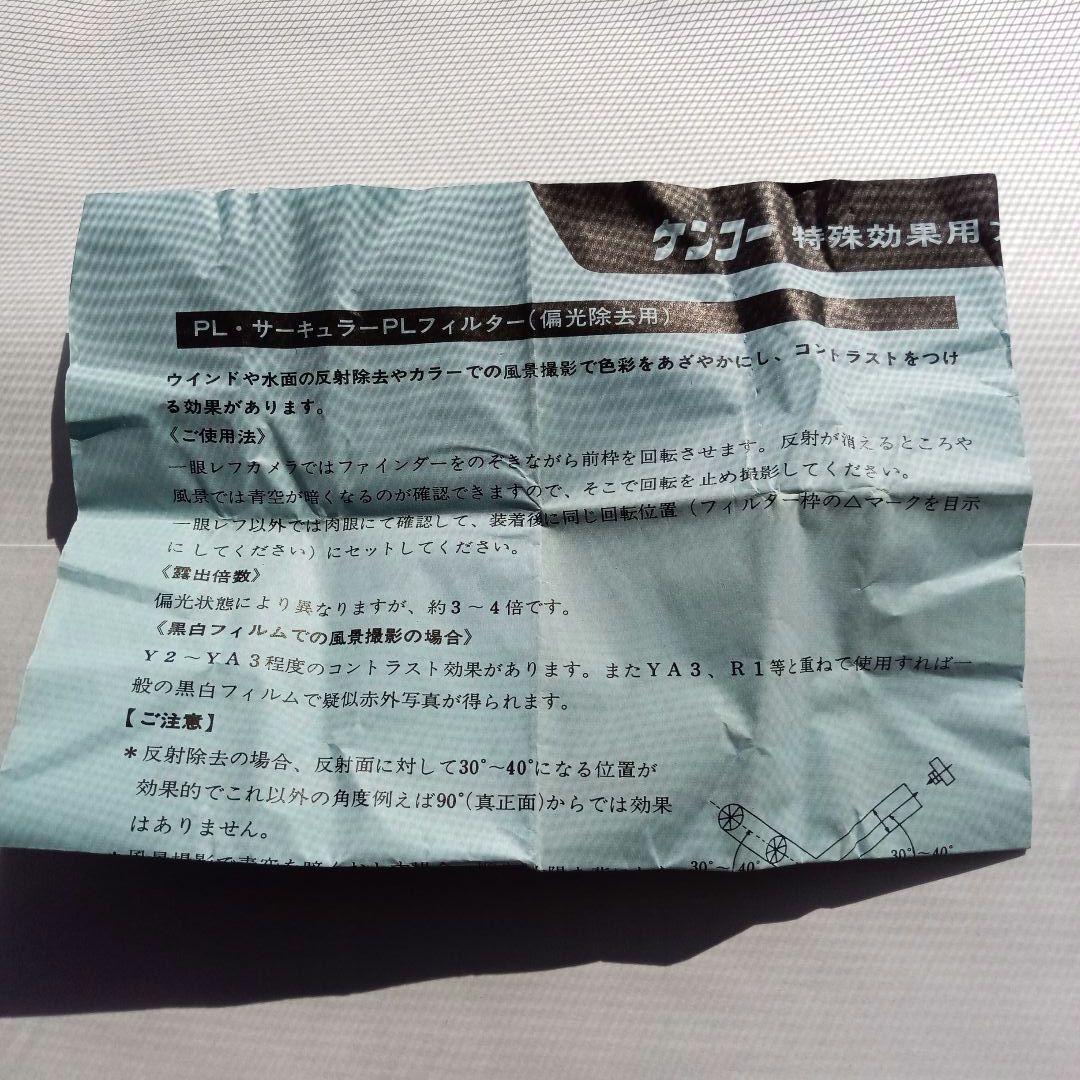 ケンコー 特殊効果用
PL・サーキュラーPLフィルター(偏光除去用)
ウインドや水面の反射除去やカラーでの風景撮影で色彩をあざやかにし、コントラストをつけ
る効果があります。
《ご使用法》
一眼レフカメラではファインダーをのぞきながら前枠を回転させます。反射が消えるところや
風景では青空が暗くなるのが確認できますので、そこで回転を止め撮影してください。
一眼レフ以外では肉眼にて確認して、装着後に同じ回転位置(フィルター枠の△マークを目示
にしてください)にセットしてください。
《露出倍数》
偏光状態により異なりますが、約3～4倍です。
《黒白フィルムでの風景撮影の場合》
Y2～YA3程度のコントラスト効果があります。またYA3、R1等と重ねて使用すれば一
般の黒白フィルムで疑似赤外写真が得られます。
【ご注意】
＊反射除去の場合、反射面に対して30°～40°になる位置が
効果的でこれ以外の角度例えば90°(真正面)からでは効果
はありません。
30°～40° 30°～40°